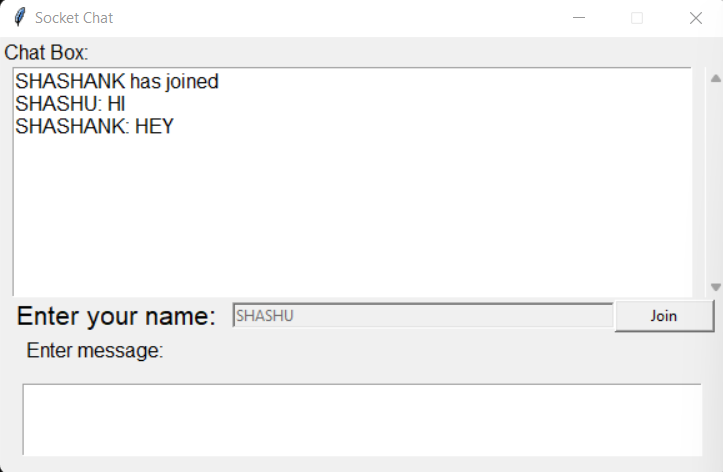 Socket Chat
Chat Box:
SHASHANK has joined
SHASHU: HI
SHASHANK: HEY
Enter your name: SHASHU Join
Enter message: